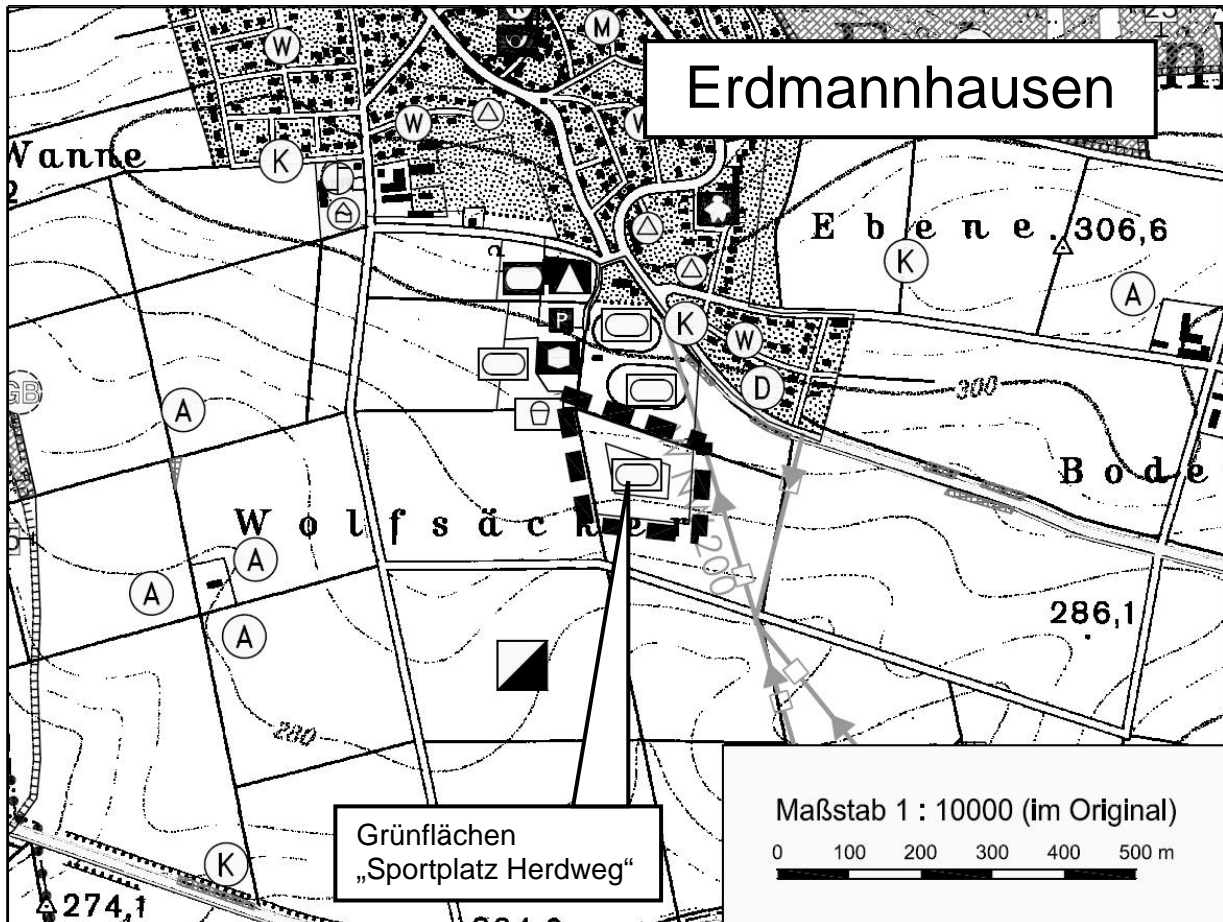 Erdmannhausen
W
M
W
Wanne
K
Ebene
306,6
K
A
P
K
W
D
300
GB
A
Bode
Wolfsäcker
200
A
A
A
286,1
280
Maßstab 1 : 10000 (im Original)
0 100 200 300 400 500 m
Grünflächen
„Sportplatz Herdweg“
K
274,1